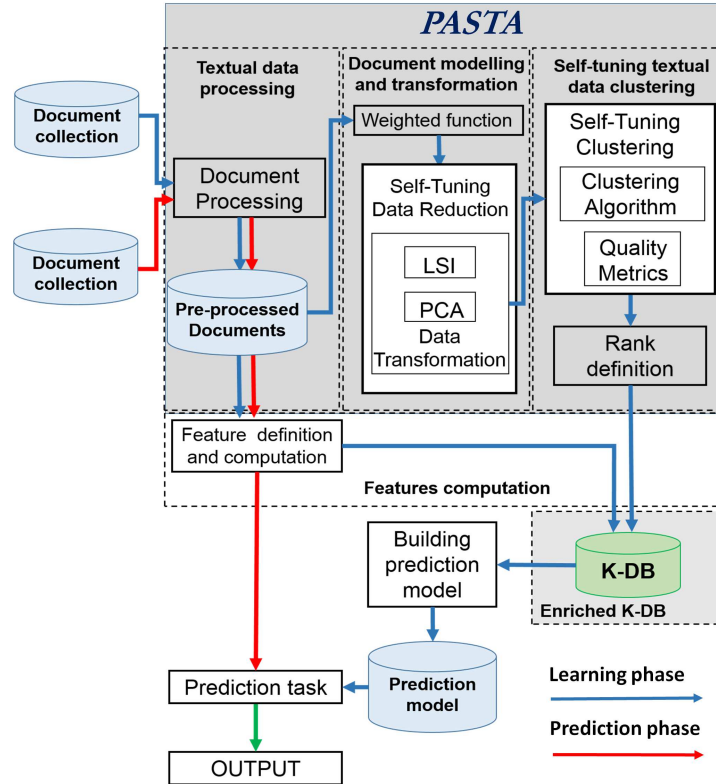 PASTA
Textual data
processing
Document modelling
and transformation
Self-tuning textual
data clustering
Document
collection
Document
collection
Document
Processing
Pre-processed
Documents
Weighted function
Self-Tuning
Data Reduction
LSI
PCA
Data
Transformation
Self-Tuning
Clustering
Clustering
Algorithm
Quality
Metrics
Rank
definition
Feature definition
and computation
Features computation
K-DB
Enriched K-DB
Building
prediction
model
Prediction
model
Prediction task
OUTPUT
Learning phase
Prediction phase